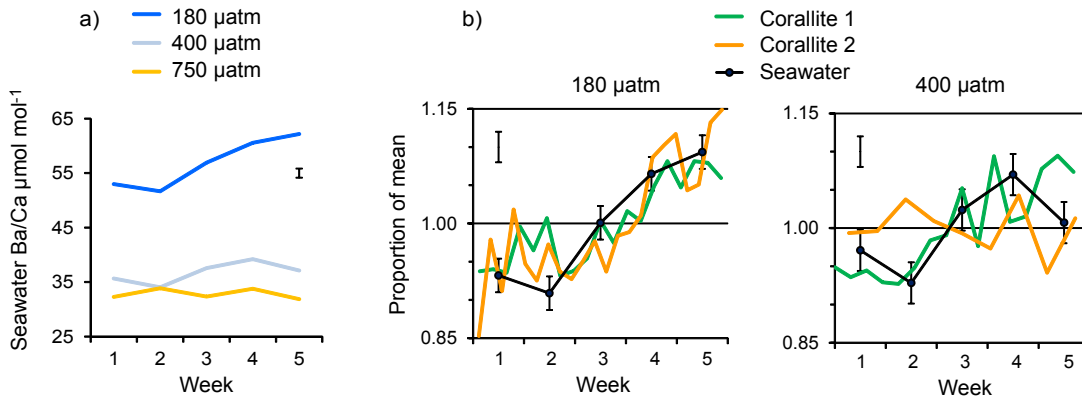 a)
180 µatm
400 µatm
750 µatm
Seawater Ba/Ca µmol mol-1
65
55
45
35
25
1 2 3 4 5
Week
b)
Corallite 1
Corallite 2
Seawater
180 µatm
Proportion of mean
1.15
1.00
0.85
1 2 3 4 5
Week
400 µatm
1.15
1.00
0.85
1 2 3 4 5
Week